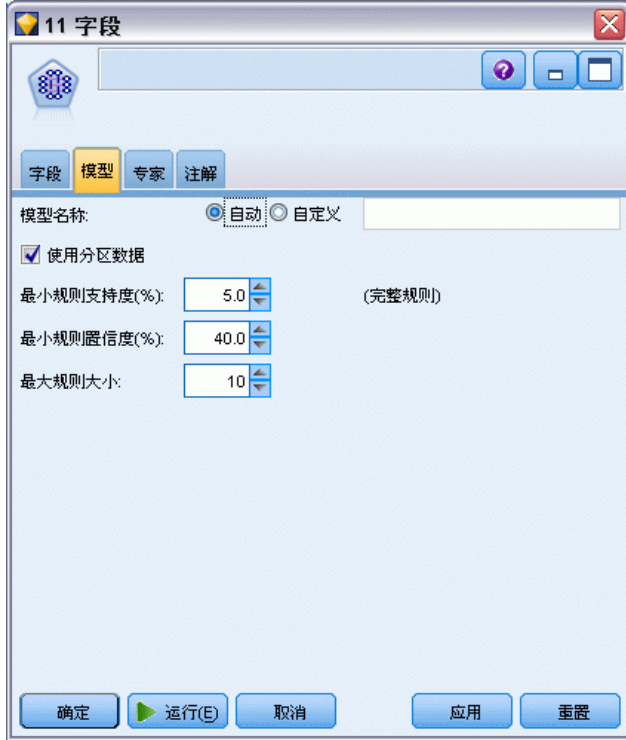 11 字段
字段 模型 专家 注解
模型名称: 自动 自定义
使用分区数据
最小规则支持度(%): 5.0 (完整规则)
最小规则置信度(%): 40.0
最大规则大小: 10
确定 运行(E) 取消 应用 重置